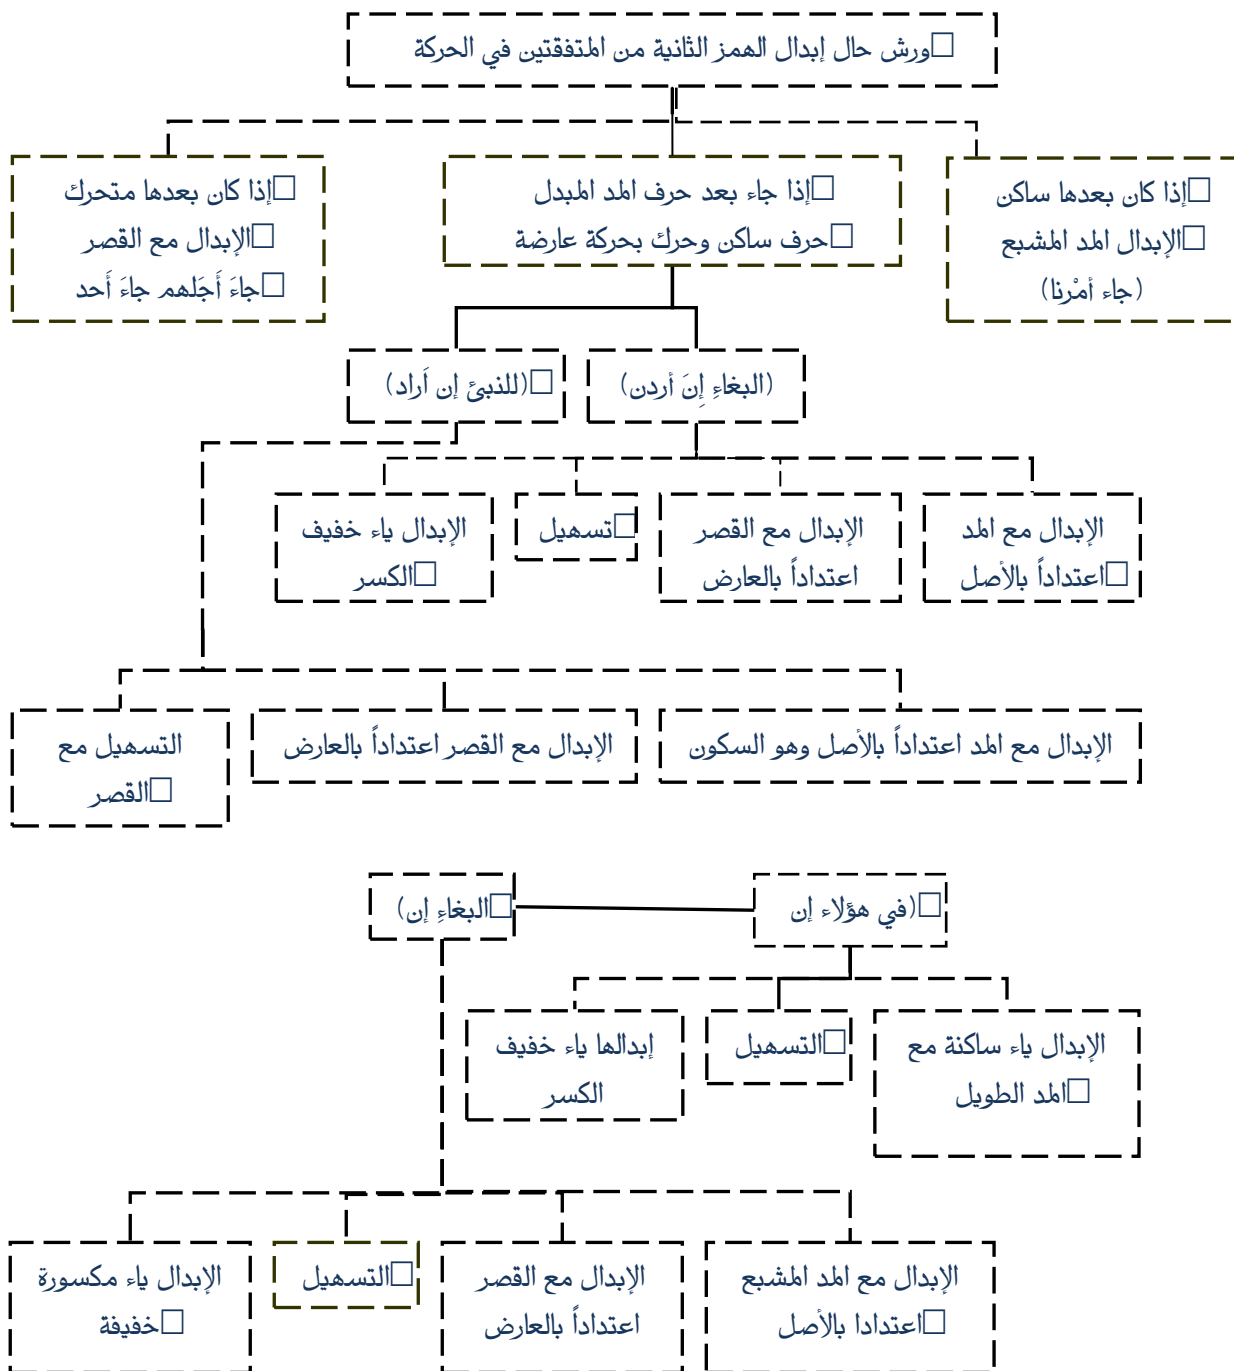 ورش حال إبدال الهمز الثانية من المتفقتين في الحركة
إذا كان بعدها ساكن
الإبدال المد المشبع
(جاء أمْرنا)
إذا جاء بعد حرف المد المبدل
حرف ساكن وحرك بحركة عارضة
إذا كان بعدها متحرك
الإبدال مع القصر
جاءَ أَجَلهم جاءَ أَحد
(البغاءِ إِنَ أردن)
(للنبئ إن اَراد)
الإبدال مع المد
اعتداداً بالأصل
الإبدال مع القصر
اعتداداً بالعارض
تسهيل
الإبدال ياء خفيف
الكسر
الإبدال مع المد اعتداداً بالأصل وهو السكون
الإبدال مع القصر اعتداداً بالعارض
التسهيل مع
القصر
(في هؤلاء إن
البغاءِ إن)
الإبدال ياء ساكنة مع
المد الطويل
التسهيل
إبدالها ياء خفيف
الكسر
الإبدال مع المد المشبع
اعتدادا بالأصل
الإبدال مع القصر
اعتداداً بالعارض
التسهيل
الإبدال ياء مكسورة
خفيفة